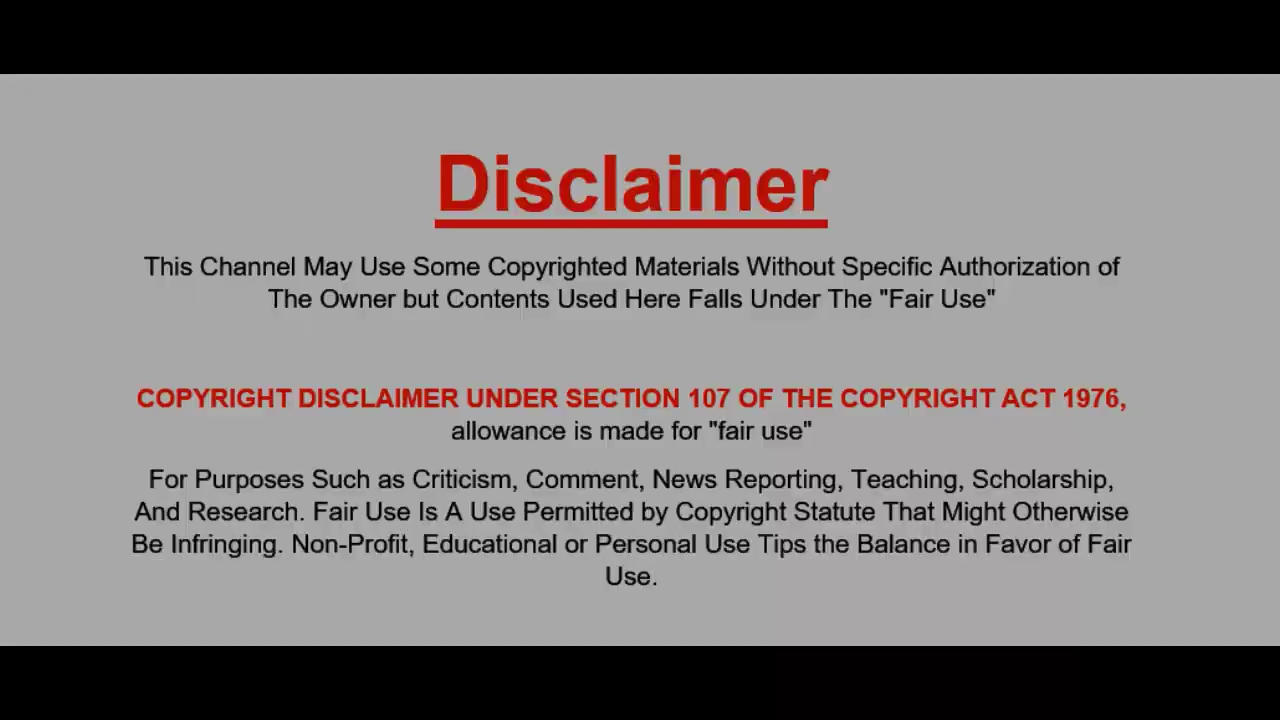 Disclaimer
This Channel May Use Some Copyrighted Materials Without Specific Authorization of
The Owner but Contents Used Here Falls Under The "Fair Use"
COPYRIGHT DISCLAIMER UNDER SECTION 107 OF THE COPYRIGHT ACT 1976,
allowance is made for "fair use"
For Purposes Such as Criticism, Comment, News Reporting, Teaching, Scholarship,
And Research. Fair Use Is A Use Permitted by Copyright Statute That Might Otherwise
Be Infringing. Non-Profit, Educational or Personal Use Tips the Balance in Favor of Fair
Use.